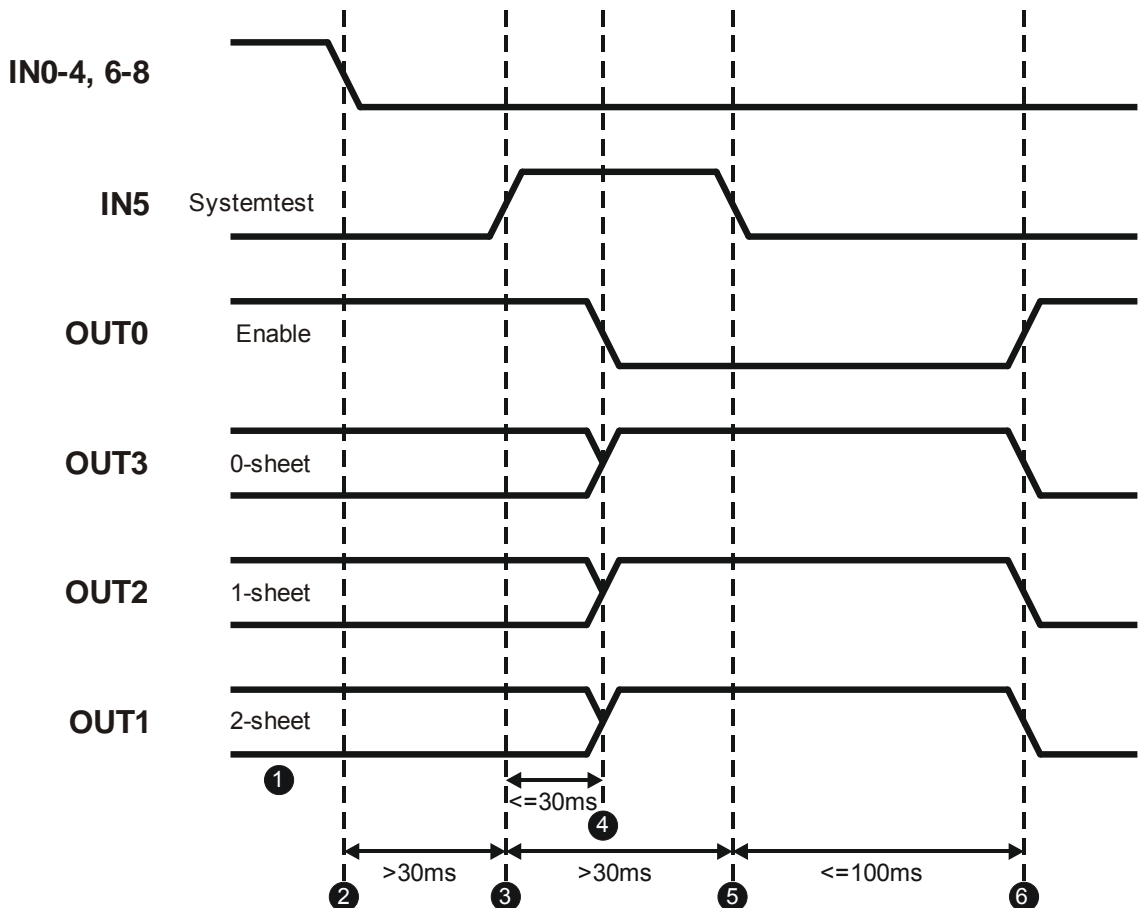 IN0-4, 6-8
IN5 Systemtest
OUT0 Enable
OUT3 0-sheet
OUT2 1-sheet
OUT1 2-sheet
1
<=30ms
4
>30ms >30ms <=100ms
2 3 5 6